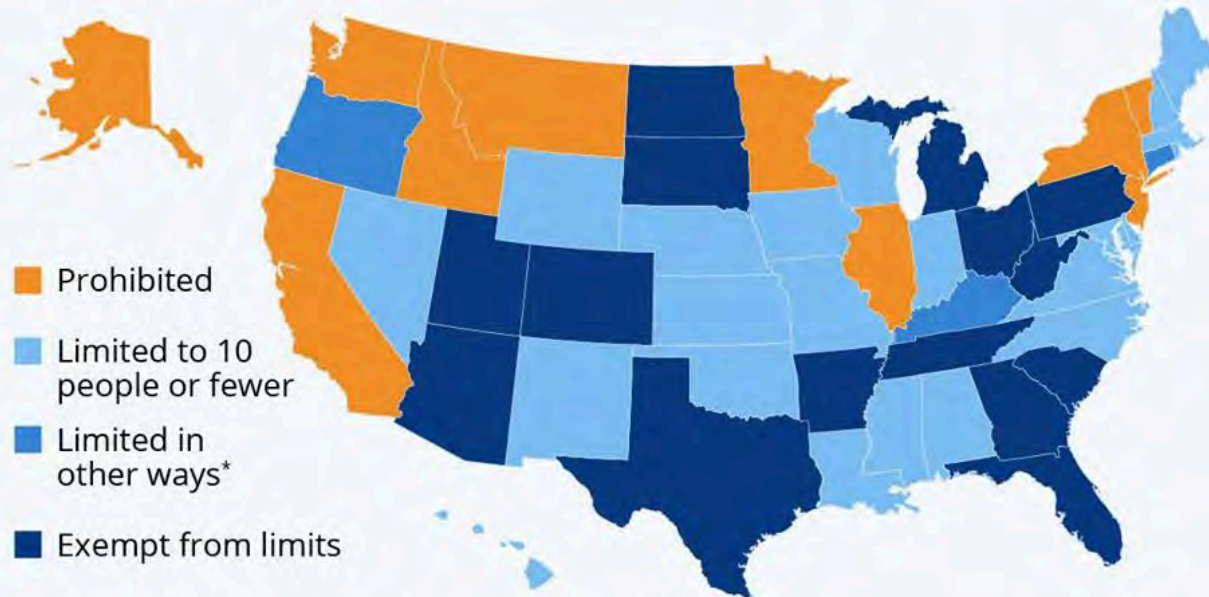 Prohibited
Limited to 10
people or fewer
Limited in
other ways*
Exempt from limits